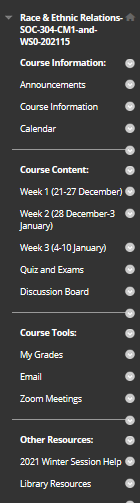 Race & Ethnic Relations-
SOC-304-CM1-and-
WS0-202115
Course Information:
Announcements
Course Information
Calendar
Course Content:
Week 1 (21-27 December)
Week 2 (28 December-3
January)
Week 3 (4-10 January)
Quiz and Exams
Discussion Board
Course Tools:
My Grades
Email
Zoom Meetings
Other Resources:
2021 Winter Session Help
Library Resources